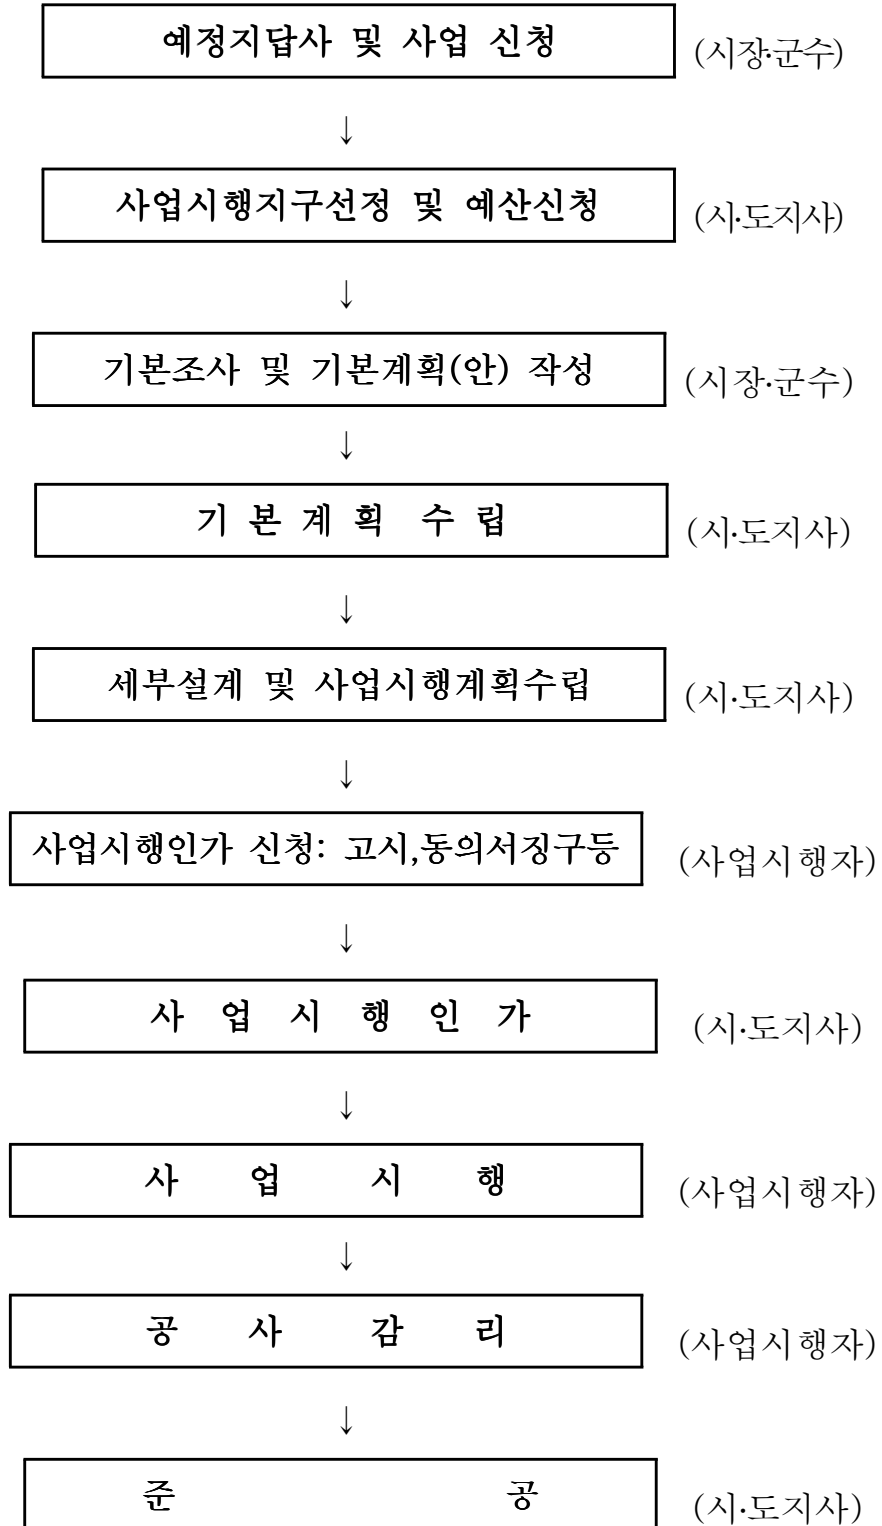 예정지답사 및 사업 신청 (시장·군수)
↓
사업시행지구선정 및 예산신청 (시·도지사)
↓
기본조사 및 기본계획(안) 작성 (시장·군수)
↓
기 본 계 획 수 립 (시·도지사)
↓
세부설계 및 사업시행계획수립 (시·도지사)
↓
사업시행인가 신청: 고시,동의서징구등 (사업시행자)
↓
사 업 시 행 인 가 (시·도지사)
↓
사 업 시 행 (사업시행자)
↓
공 사 감 리 (사업시행자)
↓
준 공 (시·도지사)